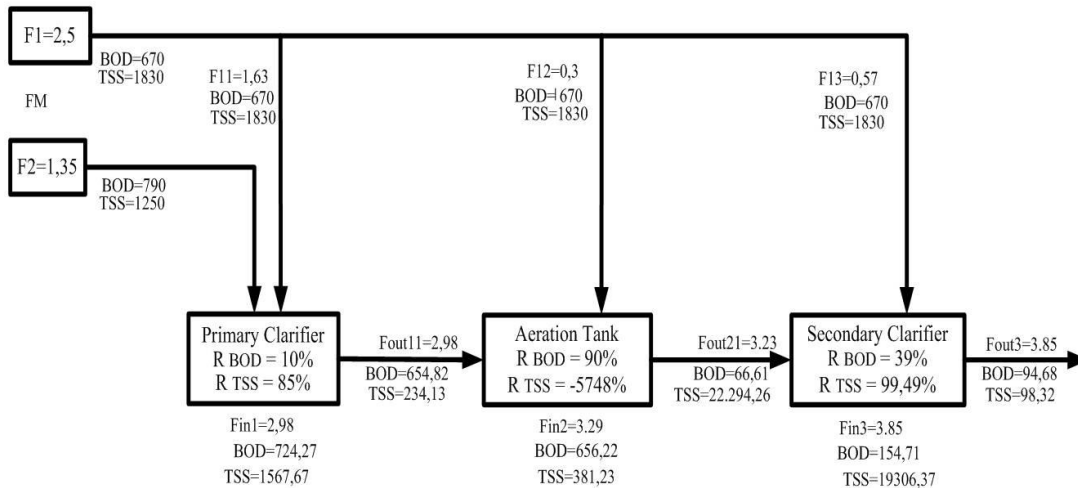 F1=2,5
BOD=670
TSS=1830
FM
F2=1,35
BOD=790
TSS=1250
F11=1,63
BOD=670
TSS=1830
F12=0,3
BOD=670
TSS=1830
F13=0,57
BOD=670
TSS=1830
Primary Clarifier
R BOD = 10%
R TSS = 85%
Fin1=2,98
BOD=724,27
TSS=1567,67
Fout11=2,98
BOD=654,82
TSS=234,13
Aeration Tank
R BOD = 90%
R TSS = -5748%
Fin2=3.29
BOD=656,22
TSS=381,23
Fout21=3.23
BOD=66,61
TSS=22.294,26
Secondary Clarifier
R BOD = 39%
R TSS = 99,49%
Fin3=3.85
BOD=154,71
TSS=19306,37
Fout3=3.85
BOD=94,68
TSS=98,32